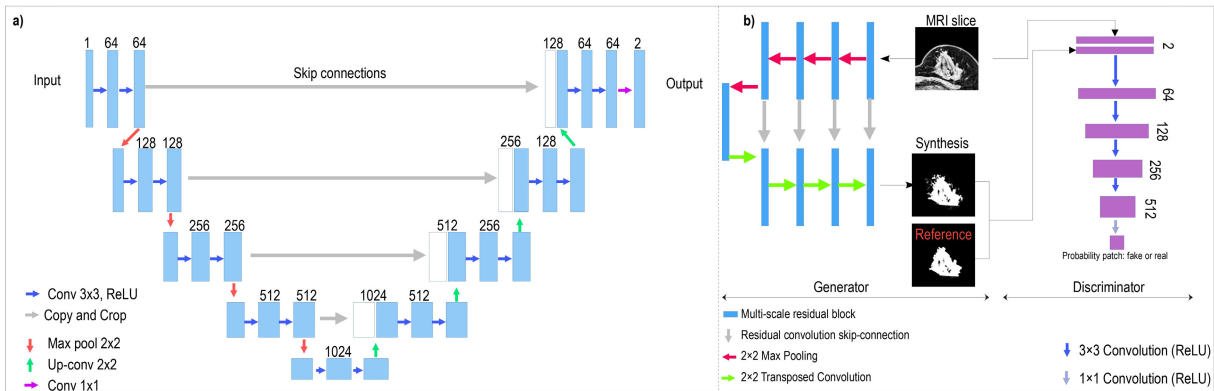 a)
1 64 64
128 64 64 2
Input
Skip connections
Output
128 128
256 128
256 256
512 256
512 512
1024 512
1024
Conv 3x3, ReLU
Copy and Crop
Max pool 2x2
Up-conv 2x2
Conv 1x1
b)
MRI slice
Synthesis
Reference
2
64
128
256
512
Probability patch: fake or real
Generator
Discriminator
Multi-scale residual block
Residual convolution skip-connection
2×2 Max Pooling
2×2 Transposed Convolution
3×3 Convolution (ReLU)
1×1 Convolution (ReLU)